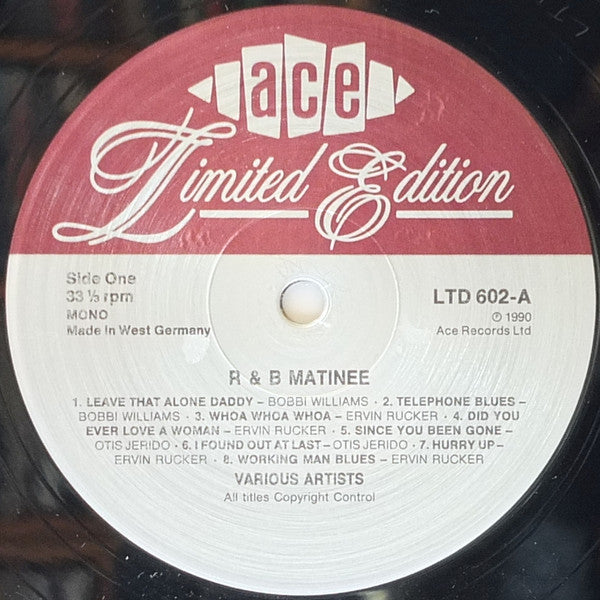 ace
Limited Edition
Side One
33 ⅓ rpm
MONO
Made In West Germany
LTD 602-A
℗ 1990
Ace Records Ltd
R & B MATINEE
1. LEAVE THAT ALONE DADDY – BOBBI WILLIAMS · 2. TELEPHONE BLUES –
BOBBI WILLIAMS · 3. WHOA WHOA WHOA – ERVIN RUCKER · 4. DID YOU
EVER LOVE A WOMAN – ERVIN RUCKER · 5. SINCE YOU BEEN GONE –
OTIS JERIDO · 6. I FOUND OUT AT LAST – OTIS JERIDO · 7. HURRY UP –
ERVIN RUCKER · 8. WORKING MAN BLUES – ERVIN RUCKER
VARIOUS ARTISTS
All titles Copyright Control